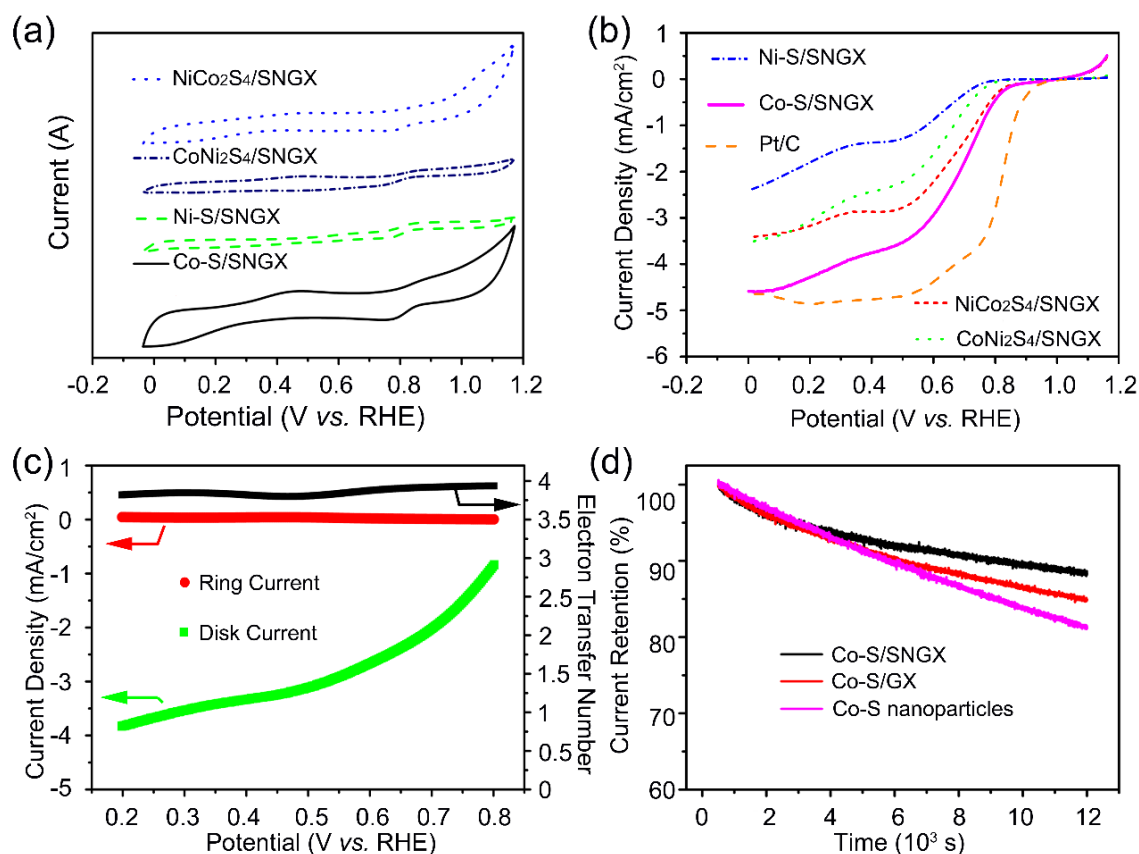 (a)
NiCo₂S₄/SNGX
CoNi₂S₄/SNGX
Ni-S/SNGX
Co-S/SNGX
Current (A)
-0.2 0 0.2 0.4 0.6 0.8 1.0 1.2
Potential (V vs. RHE)
(b)
1
0
-1
-2
-3
-4
-5
-6
Current Density (mA/cm²)
Ni-S/SNGX
Co-S/SNGX
Pt/C
NiCo₂S₄/SNGX
CoNi₂S₄/SNGX
-0.2 0 0.2 0.4 0.6 0.8 1.0 1.2
Potential (V vs. RHE)
(c)
1
0
-1
-2
-3
-4
-5
Current Density (mA/cm²)
Ring Current
Disk Current
4
3.5
3
2.5
2
1.5
1
0.5
0
Electron Transfer Number
0.2 0.3 0.4 0.5 0.6 0.7 0.8
Potential (V vs. RHE)
(d)
100
90
80
70
60
Current Retention (%)
Co-S/SNGX
Co-S/GX
Co-S nanoparticles
0 4 6 8 10 12
Time (10³ s)